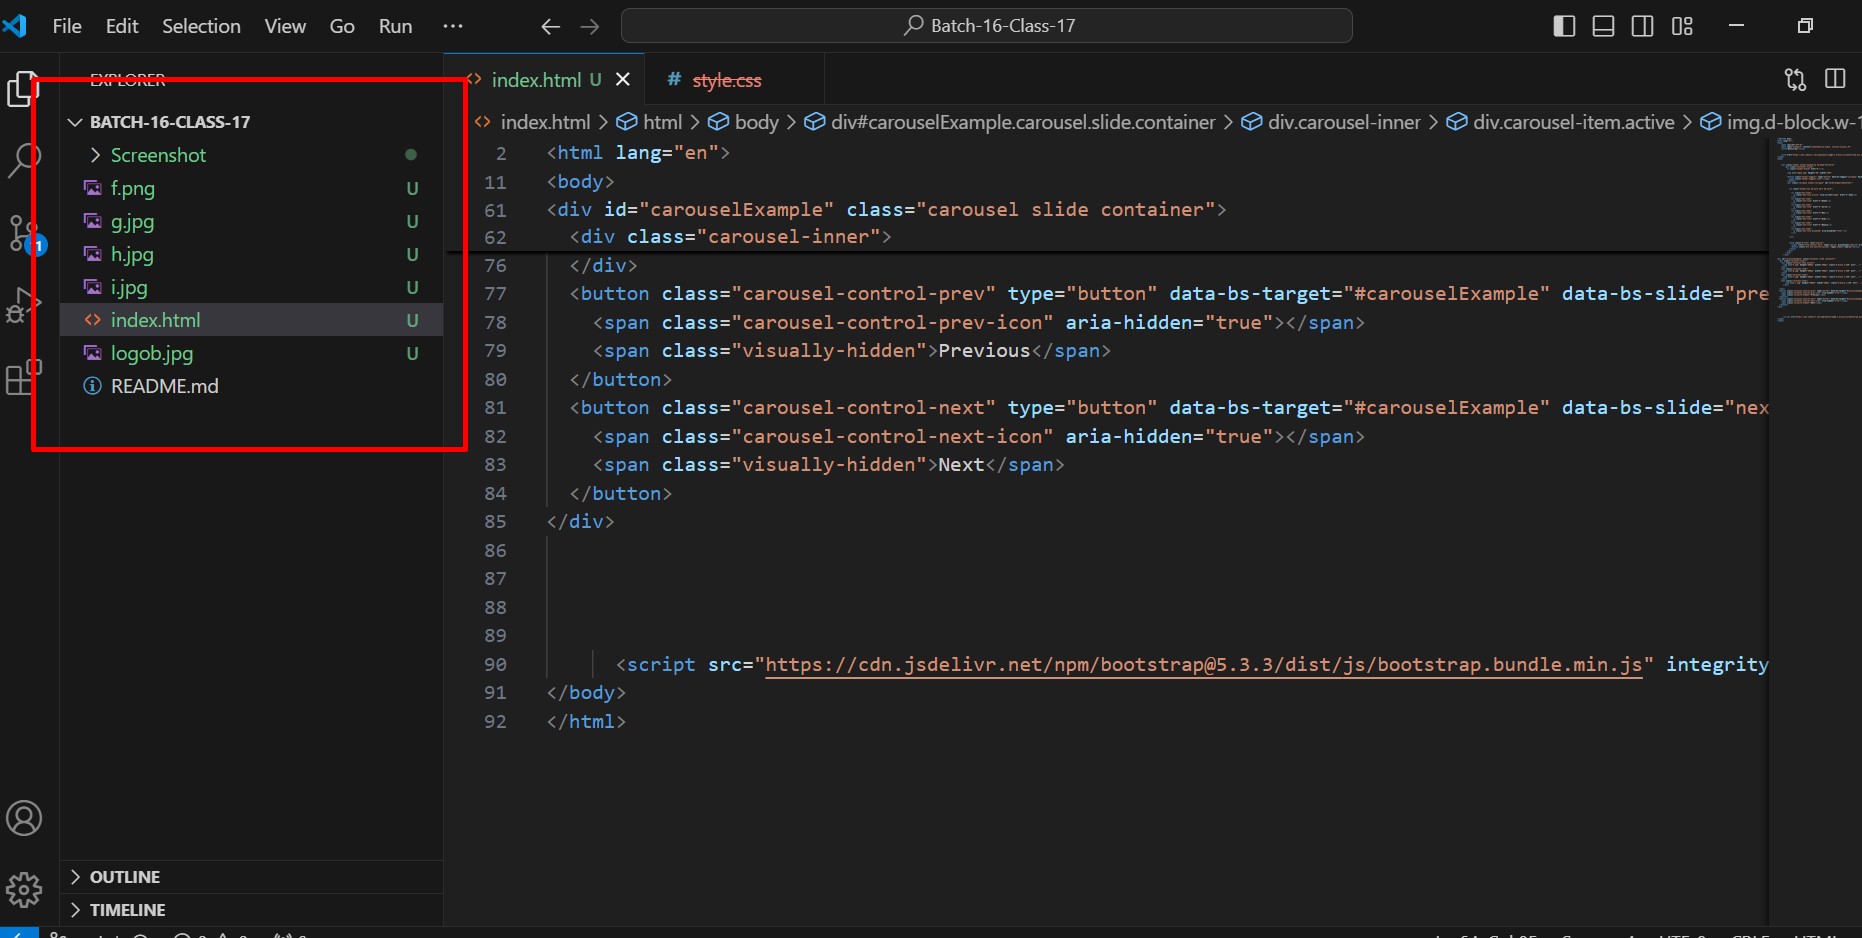 File Edit Selection View Go Run ···
Batch-16-Class-17
EXPLORER
BATCH-16-CLASS-17
Screenshot
f.png U
g.jpg U
h.jpg U
i.jpg U
index.html U
logob.jpg U
README.md
OUTLINE
TIMELINE
index.html U
# style.css
index.html > html > body > div#carouselExample.carousel.slide.container > div.carousel-inner > div.carousel-item.active > img.d-block.w-1
2 <html lang="en">
11 <body>
61 <div id="carouselExample" class="carousel slide container">
62 <div class="carousel-inner">
76 </div>
77 <button class="carousel-control-prev" type="button" data-bs-target="#carouselExample" data-bs-slide="pre
78 <span class="carousel-control-prev-icon" aria-hidden="true"></span>
79 <span class="visually-hidden">Previous</span>
80 </button>
81 <button class="carousel-control-next" type="button" data-bs-target="#carouselExample" data-bs-slide="nex
82 <span class="carousel-control-next-icon" aria-hidden="true"></span>
83 <span class="visually-hidden">Next</span>
84 </button>
85 </div>
86
87
88
89
90 <script src="https://cdn.jsdelivr.net/npm/bootstrap@5.3.3/dist/js/bootstrap.bundle.min.js" integrity
91 </body>
92 </html>